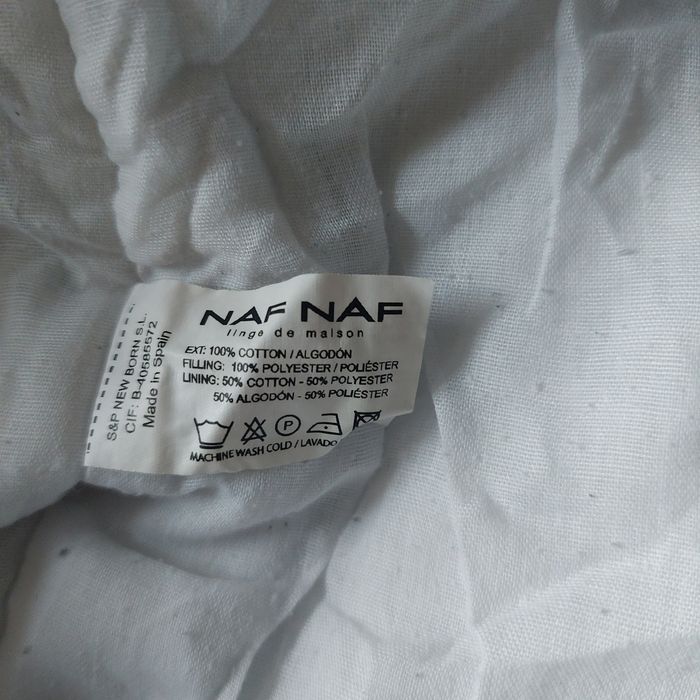 NAF NAF
linge de maison
EXT: 100% COTTON / ALGODÓN
FILLING: 100% POLYESTER / POLIÉSTER
LINING: 50% COTTON - 50% POLYESTER
50% ALGODÓN - 50% POLIÉSTER
P
MACHINE WASH COLD / LAVADO
S&P NEW BORN S.L.
CIF: B-40585572
Made in Spain